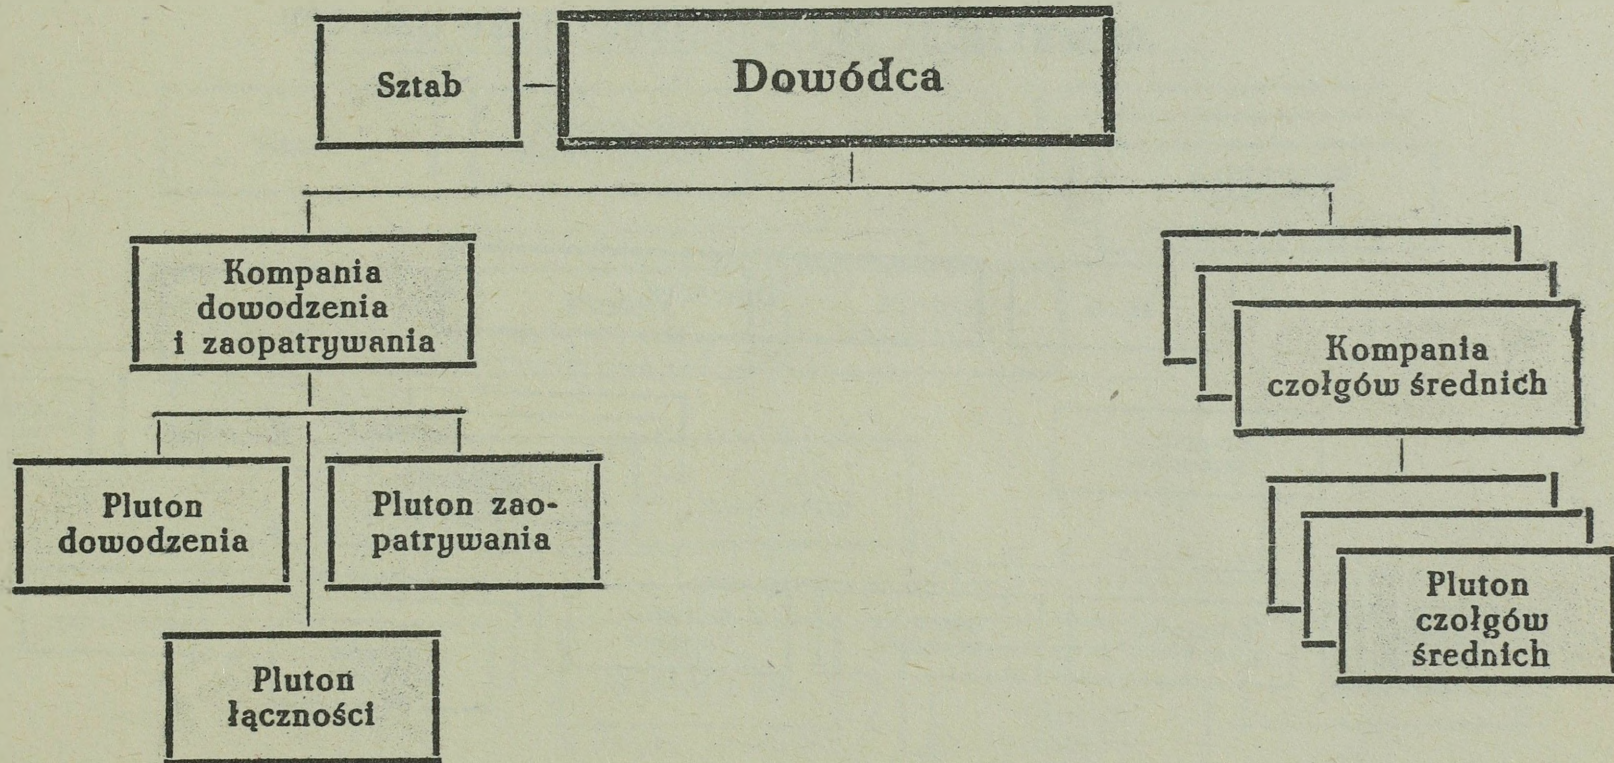 Sztab
Dowódca
Kompania
dowodzenia
i zaopatrywania
Kompania
czołgów średnich
Pluton
dowodzenia
Pluton zao-
patrywania
Pluton
czołgów
średnich
Pluton
łączności